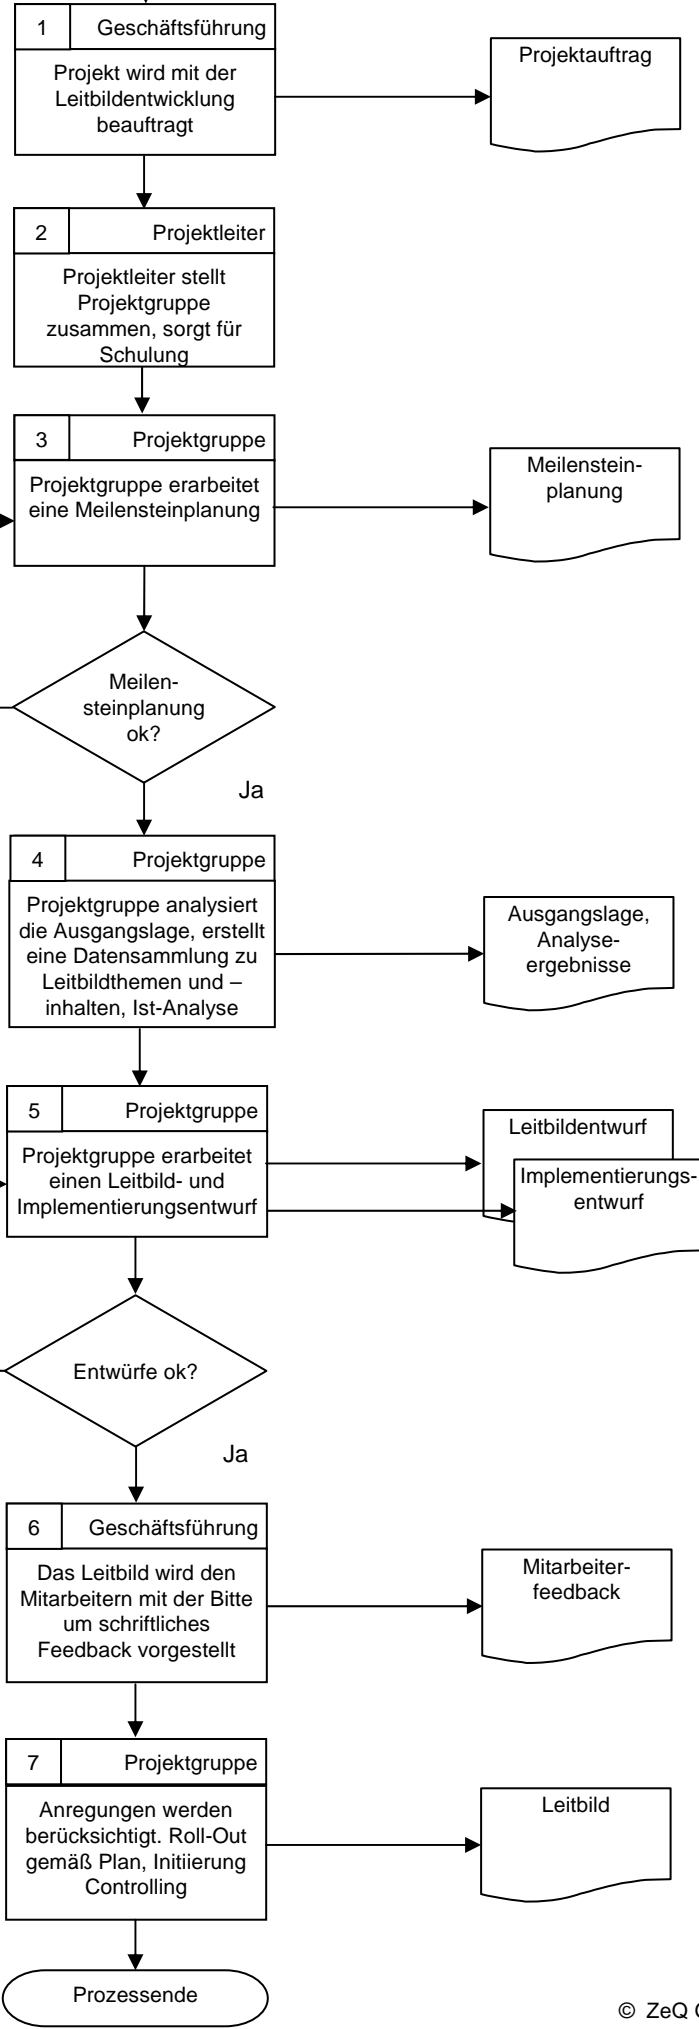 1 Geschäftsführung
Projekt wird mit der
Leitbildentwicklung
beauftragt
Projektauftrag
2 Projektleiter
Projektleiter stellt
Projektgruppe
zusammen, sorgt für
Schulung
3 Projektgruppe
Projektgruppe erarbeitet
eine Meilensteinplanung
Meilenstein-
planung
Meilen-
steinplanung
ok?
Ja
4 Projektgruppe
Projektgruppe analysiert
die Ausgangslage, erstellt
eine Datensammlung zu
Leitbildthemen und –
inhalten, Ist-Analyse
Ausgangslage,
Analyse-
ergebnisse
5 Projektgruppe
Projektgruppe erarbeitet
einen Leitbild- und
Implementierungsentwurf
Leitbildentwurf
Implementierungs-
entwurf
Entwürfe ok?
Ja
6 Geschäftsführung
Das Leitbild wird den
Mitarbeitern mit der Bitte
um schriftliches
Feedback vorgestellt
Mitarbeiter-
feedback
7 Projektgruppe
Anregungen werden
berücksichtigt. Roll-Out
gemäß Plan, Initiierung
Controlling
Leitbild
Prozessende
© ZeQ